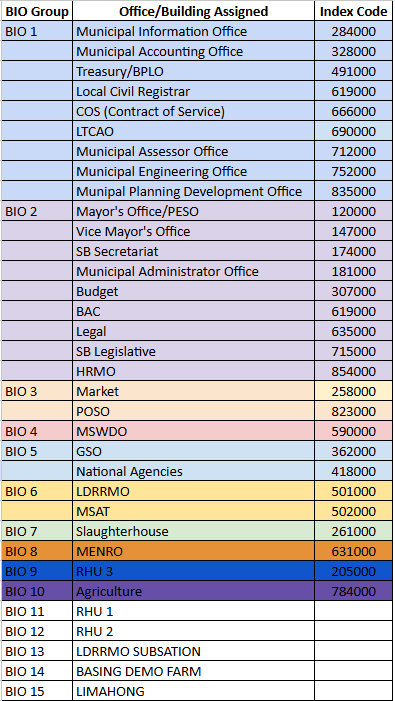 BIO Group Office/Building Assigned Index Code
BIO 1 Municipal Information Office 284000
Municipal Accounting Office 328000
Treasury/BPLO 491000
Local Civil Registrar 619000
COS (Contract of Service) 666000
LTCAO 690000
Municipal Assessor Office 712000
Municipal Engineering Office 752000
Munipal Planning Development Office 835000
BIO 2 Mayor's Office/PESO 120000
Vice Mayor's Office 147000
SB Secretariat 174000
Municipal Administrator Office 181000
Budget 307000
BAC 619000
Legal 635000
SB Legislative 715000
HRMO 854000
BIO 3 Market 258000
POSO 823000
BIO 4 MSWDO 590000
BIO 5 GSO 362000
National Agencies 418000
BIO 6 LDRRMO 501000
MSAT 502000
BIO 7 Slaughterhouse 261000
BIO 8 MENRO 631000
BIO 9 RHU 3 205000
BIO 10 Agriculture 784000
BIO 11 RHU 1
BIO 12 RHU 2
BIO 13 LDRRMO SUBSATION
BIO 14 BASING DEMO FARM
BIO 15 LIMAHONG